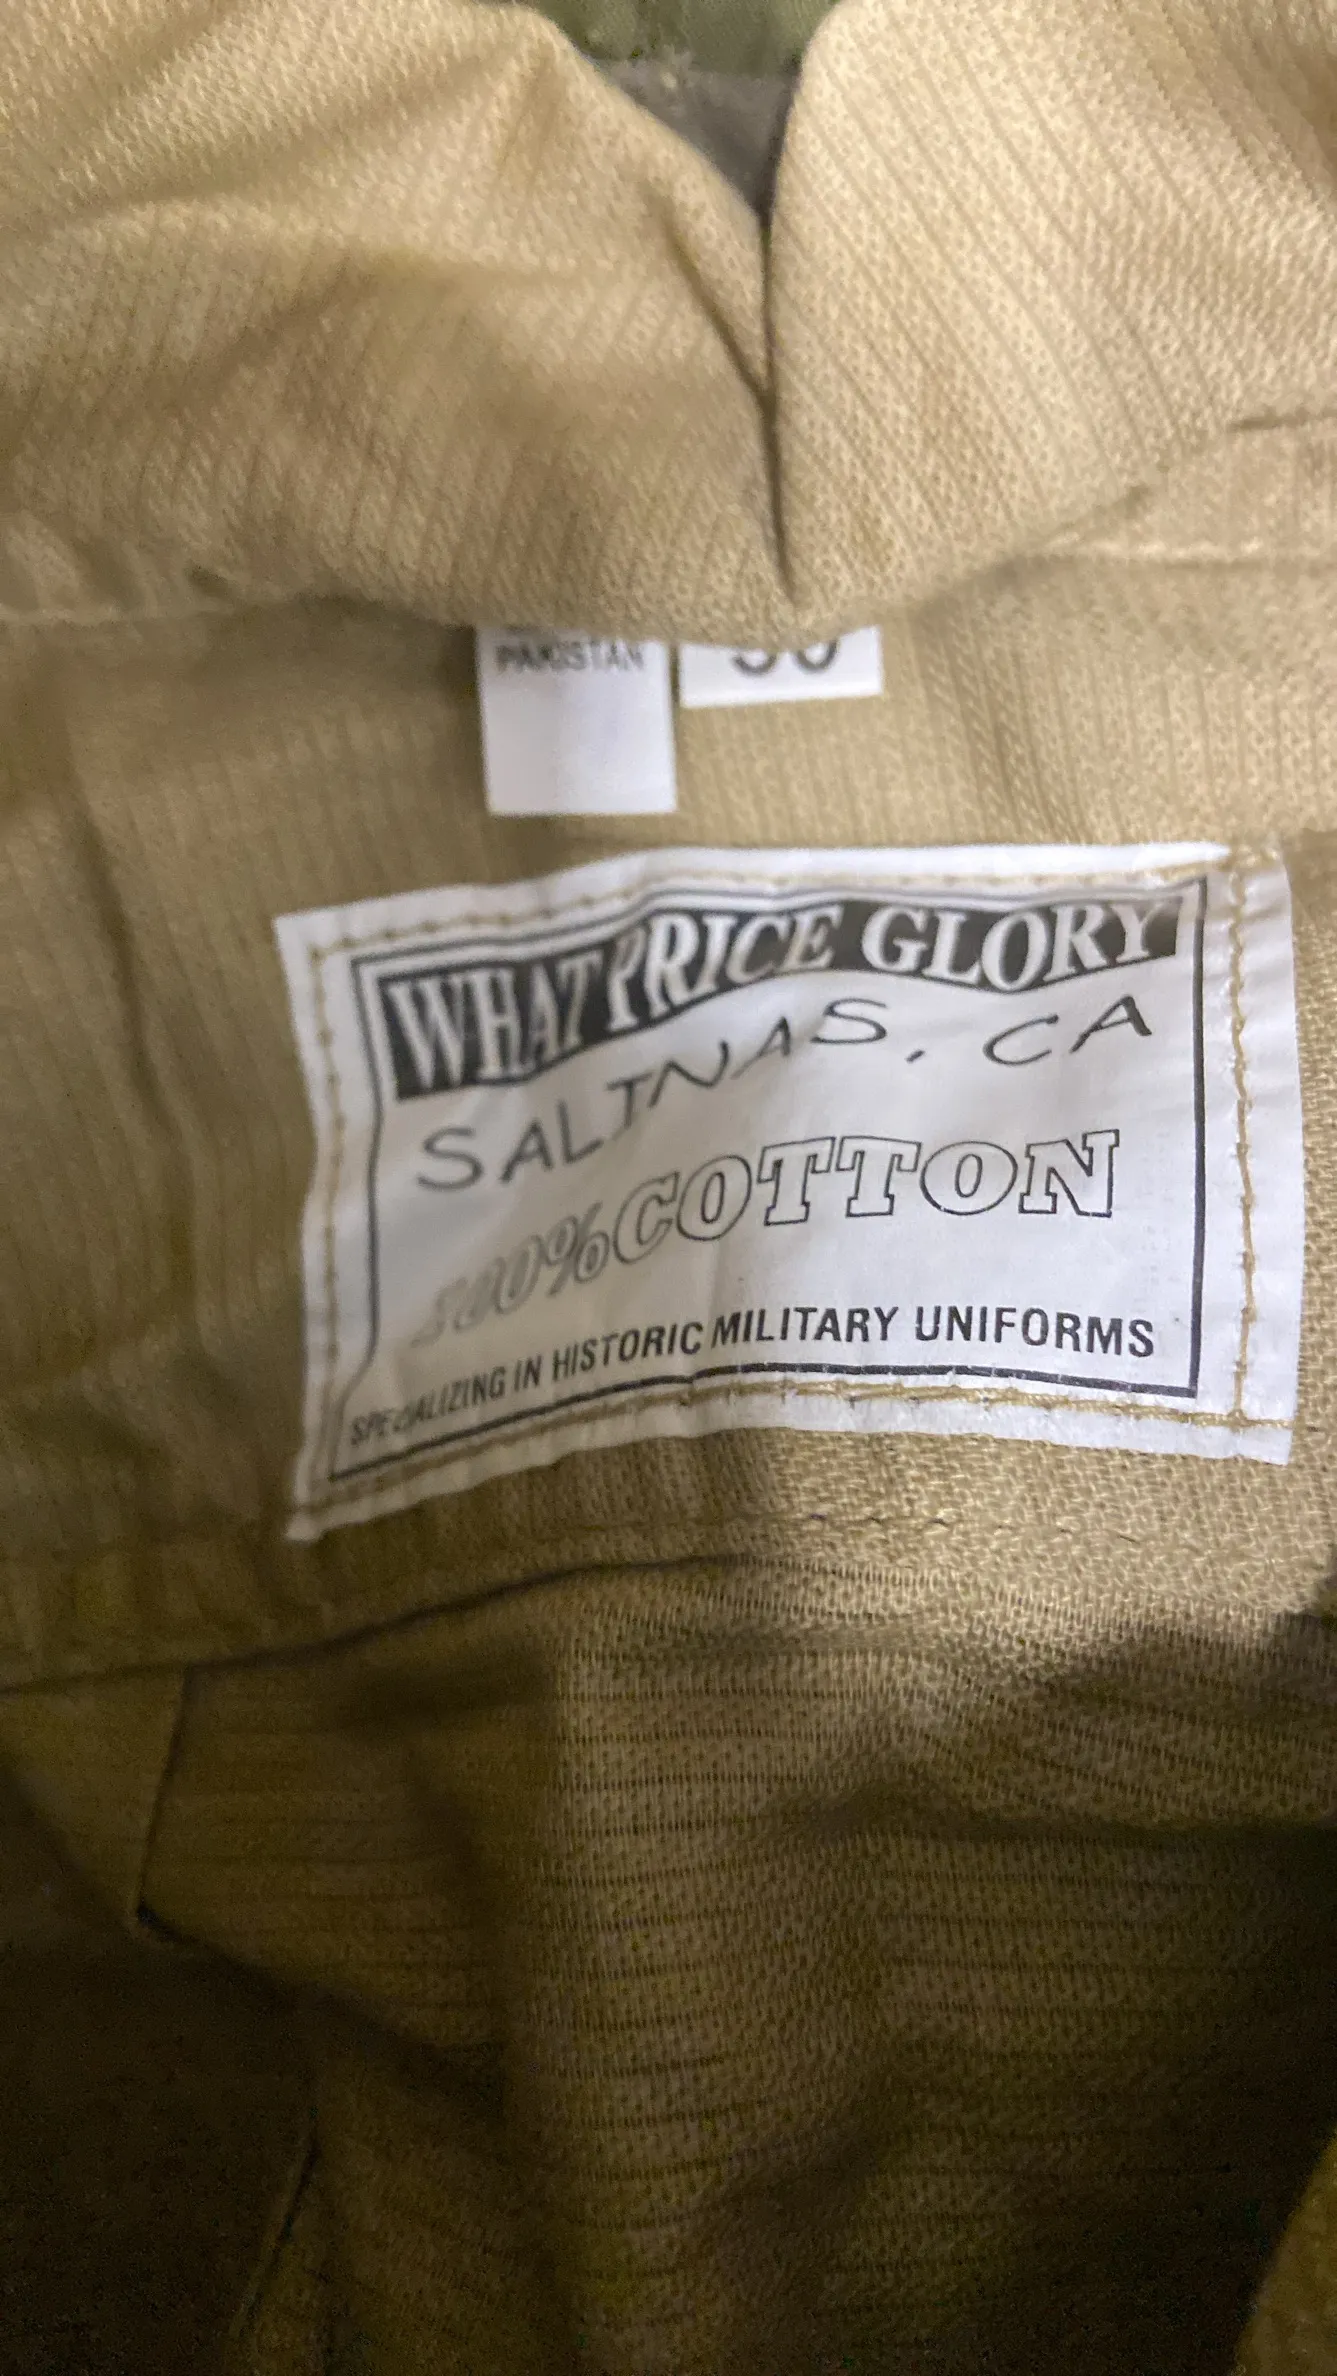 PAKISTAN
WHAT PRICE GLORY
SALINAS, CA
100% COTTON
SPECIALIZING IN HISTORIC MILITARY UNIFORMS